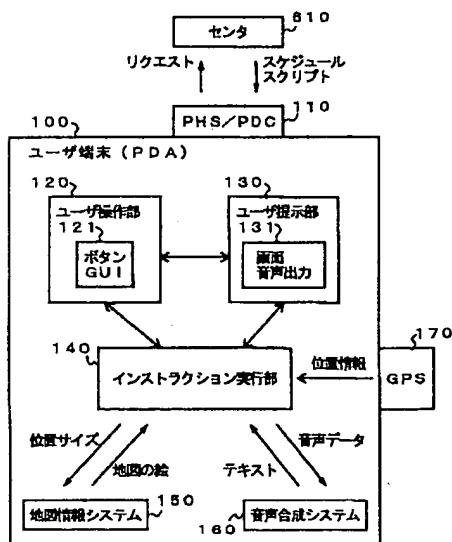 センタ
610
リクエスト
スケジュール
スクリプト
100
PHS/PDC
110
ユーザ端末(PDA)
120
ユーザ操作部
121
ボタン
GUI
130
ユーザ提示部
131
画面
音声出力
140
インストラクション実行部
位置情報
170
GPS
位置サイズ
地図の絵
テキスト
音声データ
地図情報システム
150
160
音声合成システム